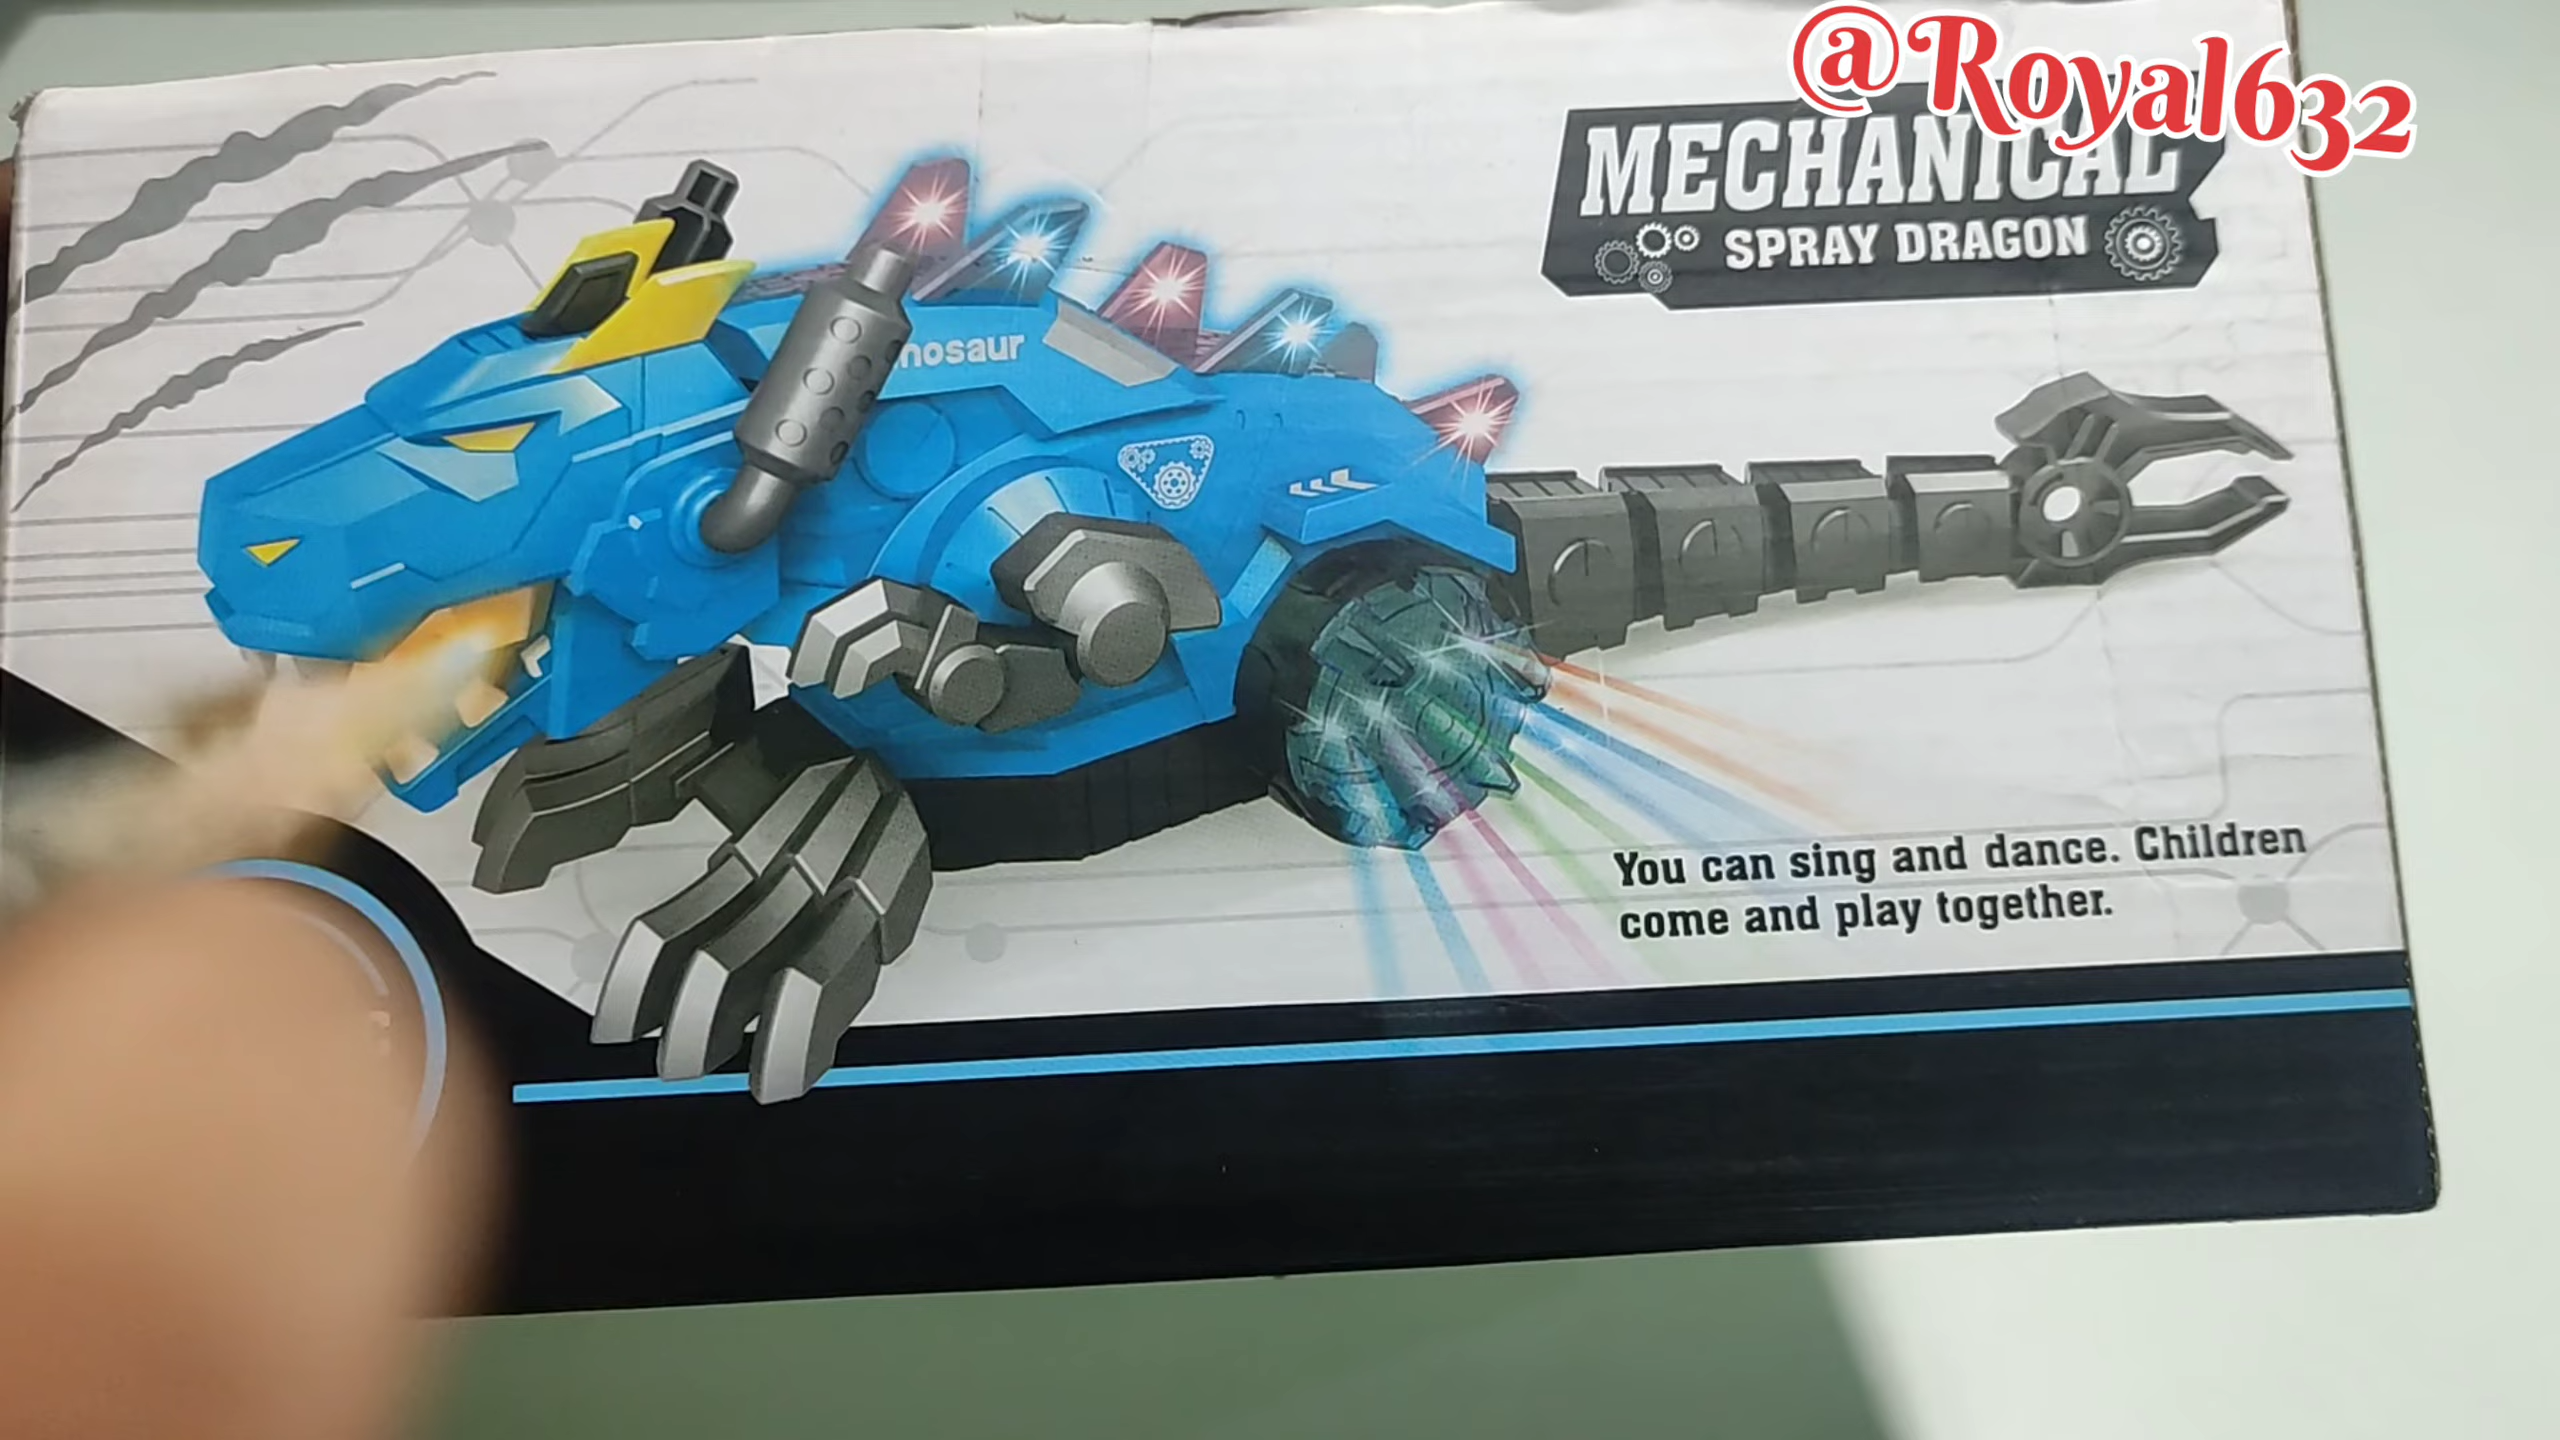 @Royal632
MECHANICAL
SPRAY DRAGON
nosaur
You can sing and dance. Children
come and play together.